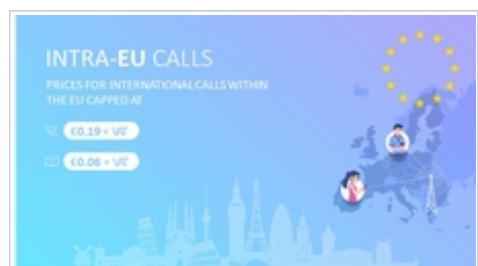 INTRA-EU CALLS
PRICES FOR INTERNATIONAL CALLS WITHIN
THE EU CAPPED AT
€0.19 + VAT
€0.06 + VAT